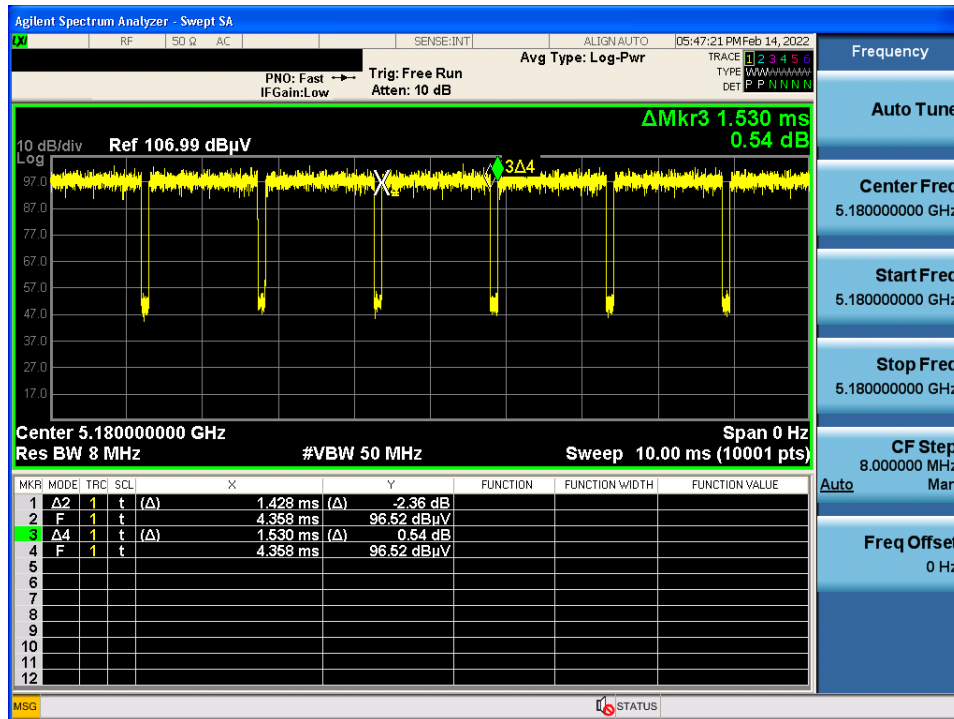 Agilent Spectrum Analyzer - Swept SA
LXI RF 50 Ω AC SENSE:INT ALIGN AUTO 05:47:21 PM Feb 14, 2022
PNO: Fast Trig: Free Run Avg Type: Log-Pwr TRACE 1 2 3 4 5 6
IFGain:Low Atten: 10 dB TYPE WWWWWW
DET P P N N N N
ΔMkr3 1.530 ms
0.54 dB
10 dB/div Ref 106.99 dBµV
Log
97.0
87.0
77.0
67.0
57.0
47.0
37.0
27.0
17.0
X
3Δ4
Center 5.180000000 GHz Span 0 Hz
Res BW 8 MHz #VBW 50 MHz Sweep 10.00 ms (10001 pts)
MKR MODE TRC SCL X Y FUNCTION FUNCTION WIDTH FUNCTION VALUE
1 Δ2 1 t (Δ) 1.428 ms (Δ) -2.36 dB
2 F 1 t 4.358 ms 96.52 dBµV
3 Δ4 1 t (Δ) 1.530 ms (Δ) 0.54 dB
4 F 1 t 4.358 ms 96.52 dBµV
5
6
7
8
9
10
11
12
MSG STATUS
Frequency
Auto Tune
Center Freq
5.180000000 GHz
Start Freq
5.180000000 GHz
Stop Freq
5.180000000 GHz
CF Step
8.000000 MHz
Auto Man
Freq Offset
0 Hz